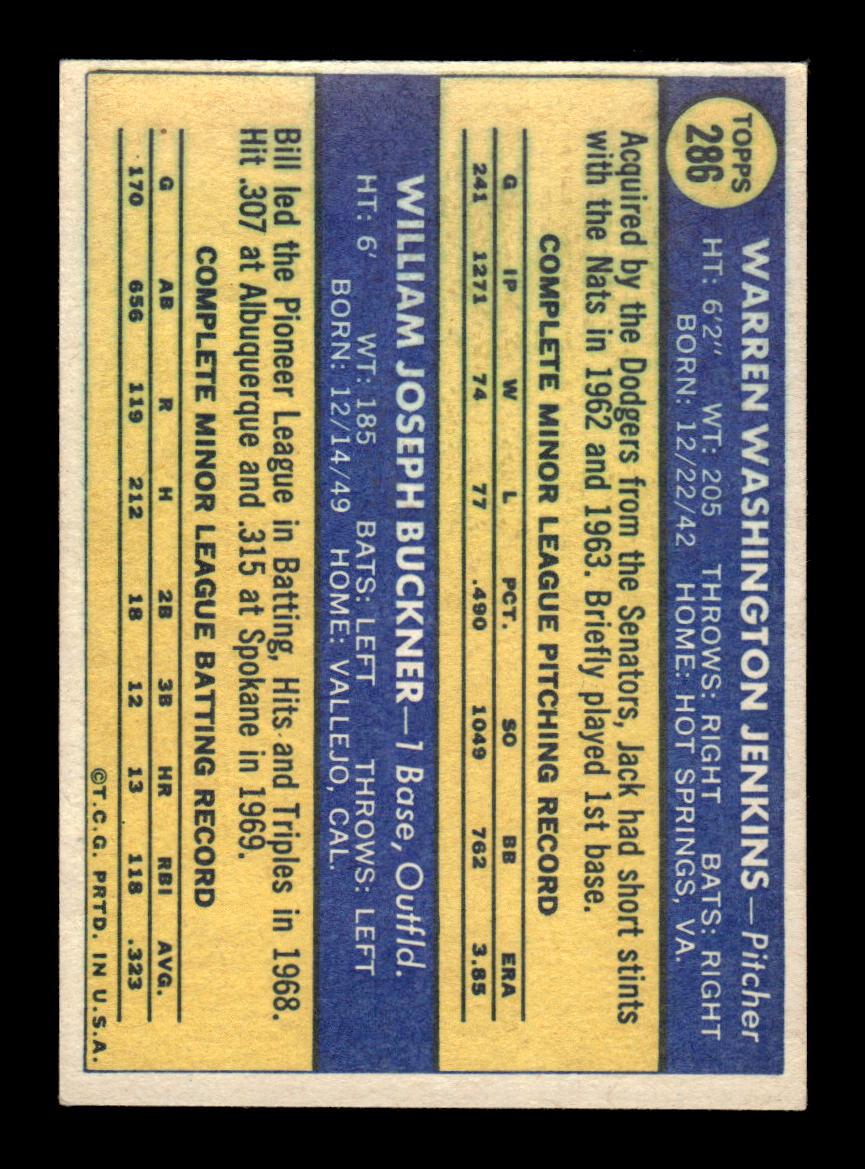 TOPPS
286
WARREN WASHINGTON JENKINS—Pitcher
HT: 6'2" WT: 205 THROWS: RIGHT BATS: RIGHT
BORN: 12/22/42 HOME: HOT SPRINGS, VA.
Acquired by the Dodgers from the Senators, Jack had short stints
with the Nats in 1962 and 1963. Briefly played 1st base.
COMPLETE MINOR LEAGUE PITCHING RECORD
G IP W L PCT. SO BB ERA
241 1271 74 77 .490 1049 762 3.85
WILLIAM JOSEPH BUCKNER—1 Base, Outfld.
HT: 6' WT: 185 BATS: LEFT THROWS: LEFT
BORN: 12/14/49 HOME: VALLEJO, CAL.
Bill led the Pioneer League in Batting, Hits and Triples in 1968.
Hit .307 at Albuquerque and .315 at Spokane in 1969.
COMPLETE MINOR LEAGUE BATTING RECORD
G AB R H 2B 3B HR RBI AVG.
170 656 119 212 18 12 13 118 .323
©T.C.G. PRTD. IN U.S.A.